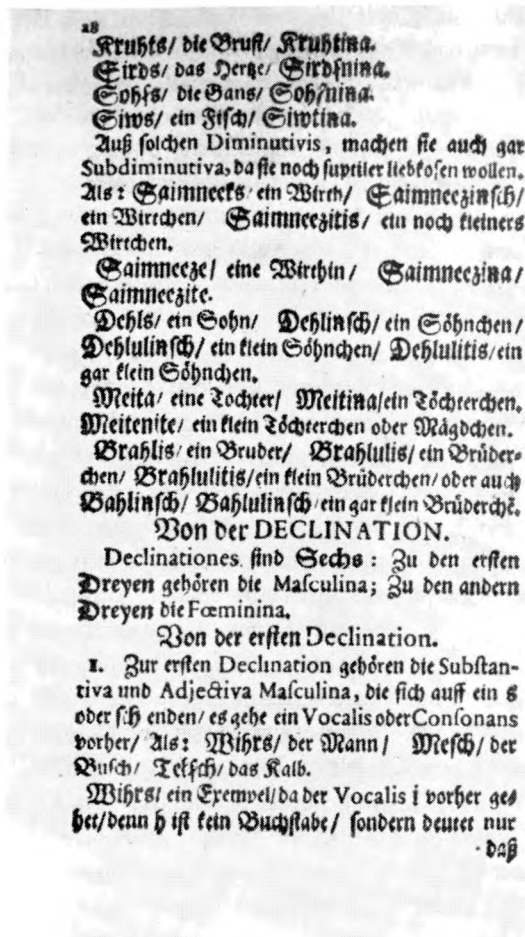 28
Kruhts/ die Brust/ Kruhtina.
Sirds/ das Hertze/ Sirdsnina.
Sohſs/ die Gans/ Sohſnina.
Siws/ ein Fisch/ Siwtina.
Auß solchen Diminutivis, machen sie auch gar
Subdiminutiva, da sie noch suptiler liebkosen wollen.
Als: Saimneeks/ ein Wirth/ Saimneezinsch/
ein Wirthchen/ Saimneezitis/ ein noch kleiners
Wirtchen.
Saimneeze/ eine Wirthin/ Saimneezina/
Saimneezite.
Dehls/ ein Sohn/ Dehlinsch/ ein Söhnchen/
Dehlulinsch/ ein klein Söhnchen/ Dehlulitis/ ein
gar klein Söhnchen.
Meita/ eine Tochter/ Meitina/ ein Töchterchen.
Meitenite/ ein klein Töchterchen oder Mägdchen.
Brahlis/ ein Bruder/ Brahlulis/ ein Brüder-
chen/ Brahlulitis/ ein klein Brüderchen/ oder auch
Bahlinsch/ Bahlulinsch/ ein gar klein Brüderchē.
Von der DECLINATION.
Declinationes sind Sechs: Zu den ersten
Dreyen gehören die Masculina; Zu den andern
Dreyen die Fœminina.
Von der ersten Declination.
1. Zur ersten Declination gehören die Substan-
tiva und Adjectiva Masculina, die sich auff ein s
oder sch enden/ es gehe ein Vocalis oder Consonans
vorher/ Als: Wihrs/ der Mann/ Mesch/ der
Busch/ Telsch/ das Kalb.
Wihrs/ ein Exempel/ da der Vocalis i vorher ge-
het/ denn h ist kein Buchstabe/ sondern deutet nur
daß